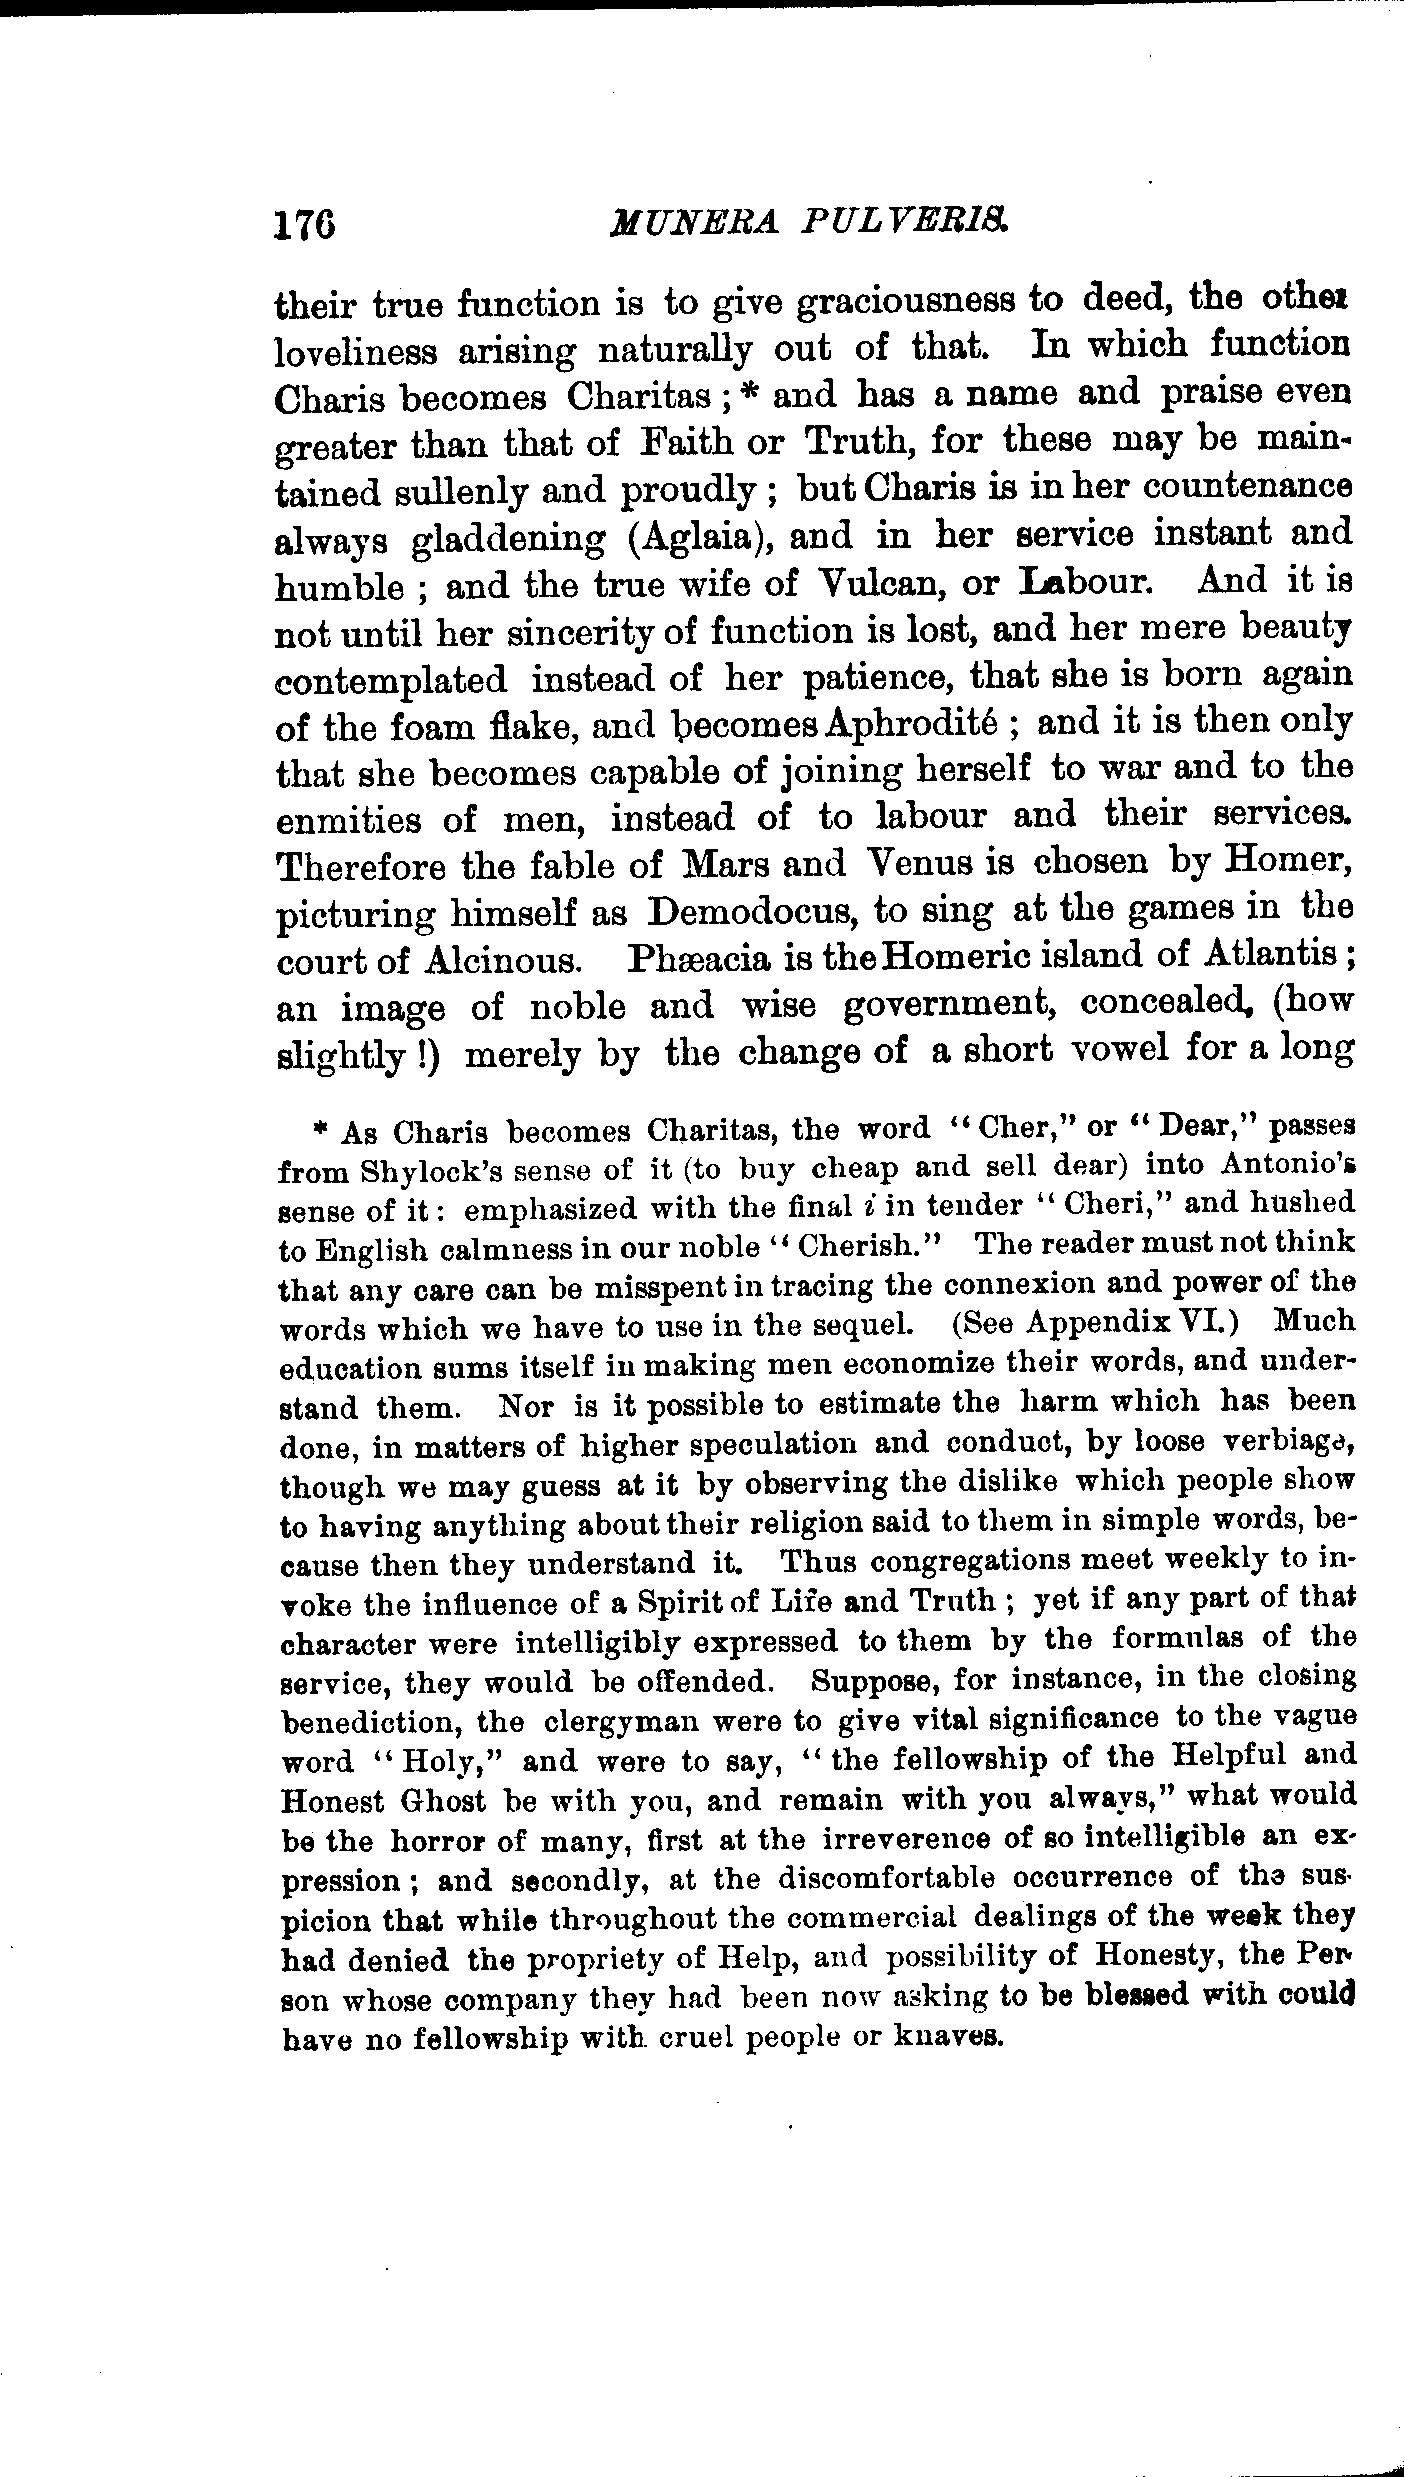 176 MUNERA PULVERIS.
their true function is to give graciousness to deed, the other
loveliness arising naturally out of that. In which function
Charis becomes Charitas ; * and has a name and praise even
greater than that of Faith or Truth, for these may be main-
tained sullenly and proudly ; but Charis is in her countenance
always gladdening (Aglaia), and in her service instant and
humble ; and the true wife of Vulcan, or Labour. And it is
not until her sincerity of function is lost, and her mere beauty
contemplated instead of her patience, that she is born again
of the foam flake, and becomes Aphrodité ; and it is then only
that she becomes capable of joining herself to war and to the
enmities of men, instead of to labour and their services.
Therefore the fable of Mars and Venus is chosen by Homer,
picturing himself as Demodocus, to sing at the games in the
court of Alcinous. Phæacia is the Homeric island of Atlantis ;
an image of noble and wise government, concealed, (how
slightly !) merely by the change of a short vowel for a long
* As Charis becomes Charitas, the word "Cher," or "Dear," passes
from Shylock's sense of it (to buy cheap and sell dear) into Antonio's
sense of it : emphasized with the final i in tender "Cheri," and hushed
to English calmness in our noble "Cherish." The reader must not think
that any care can be misspent in tracing the connexion and power of the
words which we have to use in the sequel. (See Appendix VI.) Much
education sums itself in making men economize their words, and under-
stand them. Nor is it possible to estimate the harm which has been
done, in matters of higher speculation and conduct, by loose verbiage,
though we may guess at it by observing the dislike which people show
to having anything about their religion said to them in simple words, be-
cause then they understand it. Thus congregations meet weekly to in-
voke the influence of a Spirit of Life and Truth ; yet if any part of that
character were intelligibly expressed to them by the formulas of the
service, they would be offended. Suppose, for instance, in the closing
benediction, the clergyman were to give vital significance to the vague
word "Holy," and were to say, "the fellowship of the Helpful and
Honest Ghost be with you, and remain with you always," what would
be the horror of many, first at the irreverence of so intelligible an ex-
pression ; and secondly, at the discomfortable occurrence of the sus-
picion that while throughout the commercial dealings of the week they
had denied the propriety of Help, and possibility of Honesty, the Per-
son whose company they had been now asking to be blessed with could
have no fellowship with cruel people or knaves.